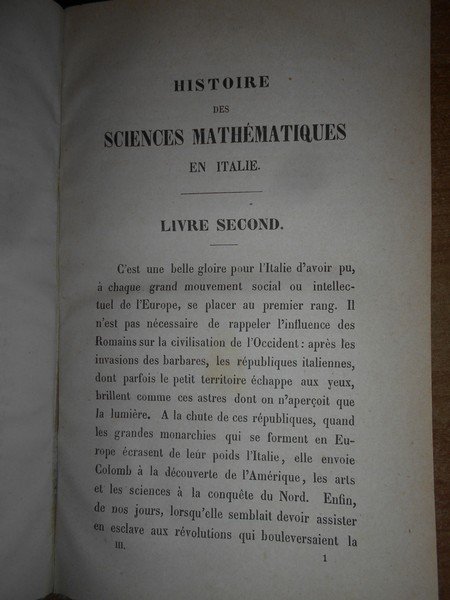 HISTOIRE
DES
SCIENCES MATHÉMATIQUES
EN ITALIE.
LIVRE SECOND.
C'est une belle gloire pour l'Italie d'avoir pu,
à chaque grand mouvement social ou intellec-
tuel de l'Europe, se placer au premier rang. Il
n'est pas nécessaire de rappeler l'influence des
Romains sur la civilisation de l'Occident : après les
invasions des barbares, les républiques italiennes,
dont parfois le petit territoire échappe aux yeux,
brillent comme ces astres dont on n'aperçoit que
la lumière. A la chute de ces républiques, quand
les grandes monarchies qui se forment en Eu-
rope écrasent de leur poids l'Italie, elle envoie
Colomb à la découverte de l'Amérique, les arts
et les sciences à la conquête du Nord. Enfin,
de nos jours, lorsqu'elle semblait devoir assister
en esclave aux révolutions qui bouleversaient la
III. 1